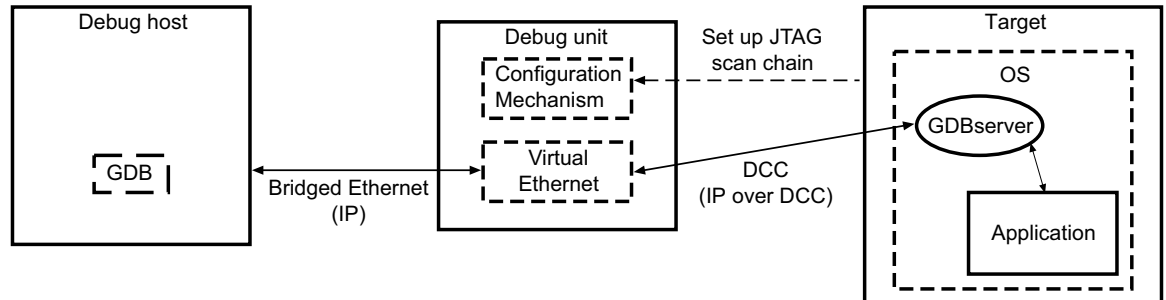 Debug host
GDB
Bridged Ethernet
(IP)
Debug unit
Configuration
Mechanism
Virtual
Ethernet
Set up JTAG
scan chain
DCC
(IP over DCC)
Target
OS
GDBserver
Application